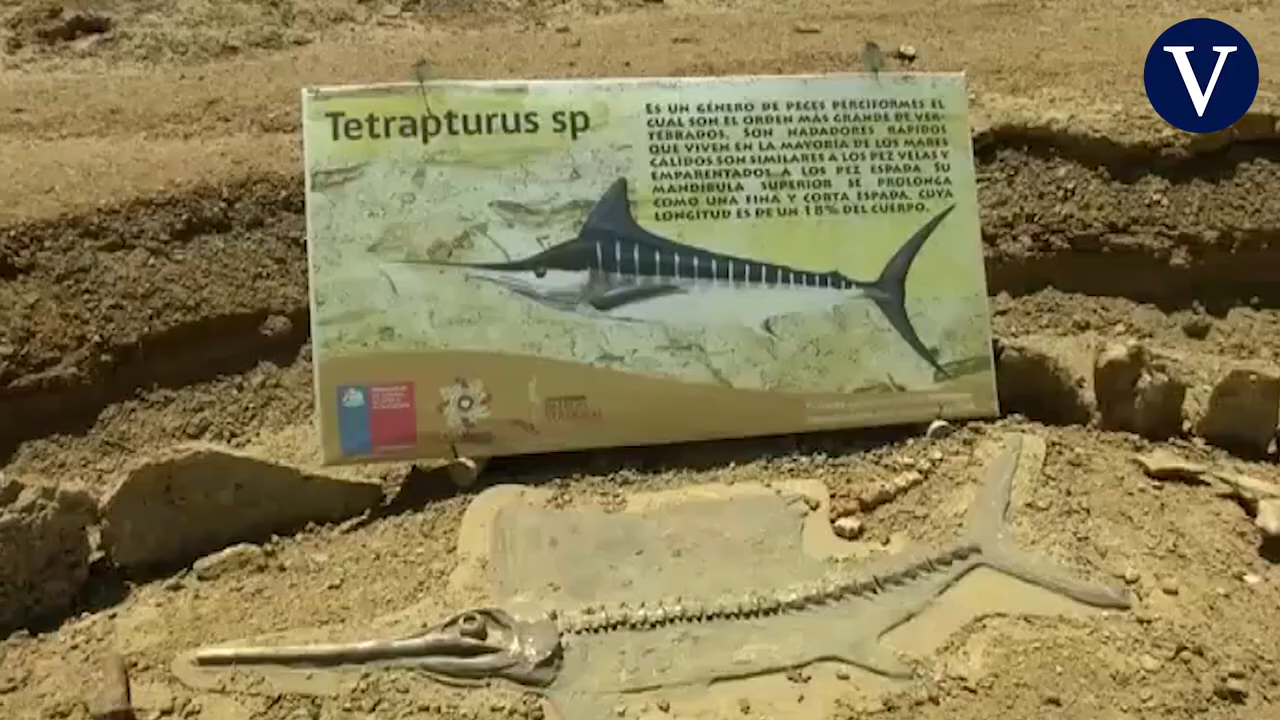 V
Tetrapturus sp
ES UN GÉNERO DE PECES PERCIFORMES EL
CUAL SON EL ORDEN MÁS GRANDE DE VER-
TEBRADOS. SON NADADORES RAPIDOS
QUE VIVEN EN LA MAYORÍA DE LOS MARES
CÁLIDOS SON SIMILARES A LOS PEZ VELAS Y
EMPARENTADOS A LOS PEZ ESPADA. SU
MANDÍBULA SUPERIOR SE PROLONGA
COMO UNA FINA Y CORTA ESPADA, CUYA
LONGITUD ES DE UN 18% DEL CUERPO.